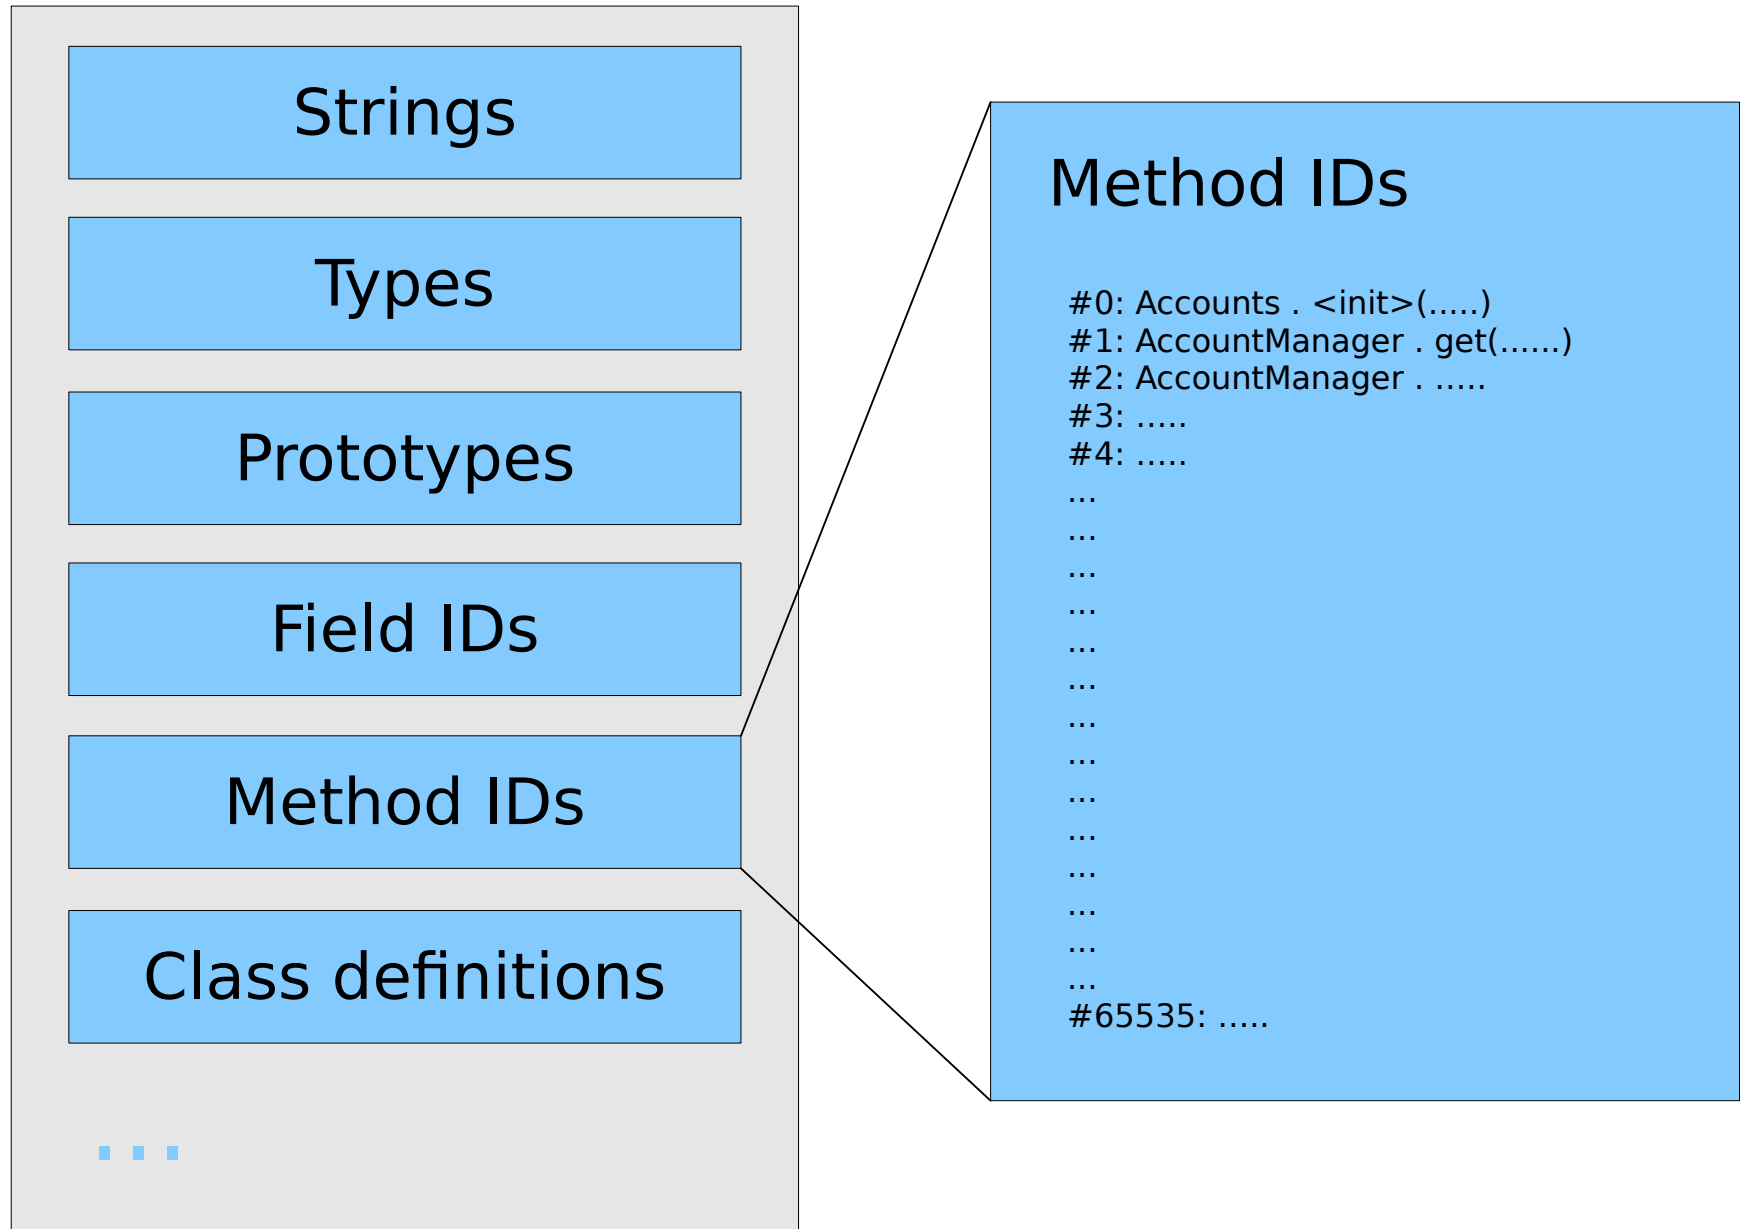 Strings
Types
Prototypes
Field IDs
Method IDs
Class definitions
...
Method IDs
#0: Accounts . <init>(.....)
#1: AccountManager . get(......)
#2: AccountManager . .....
#3: .....
#4: .....
...
...
...
...
...
...
...
...
...
...
...
...
...
...
#65535: .....